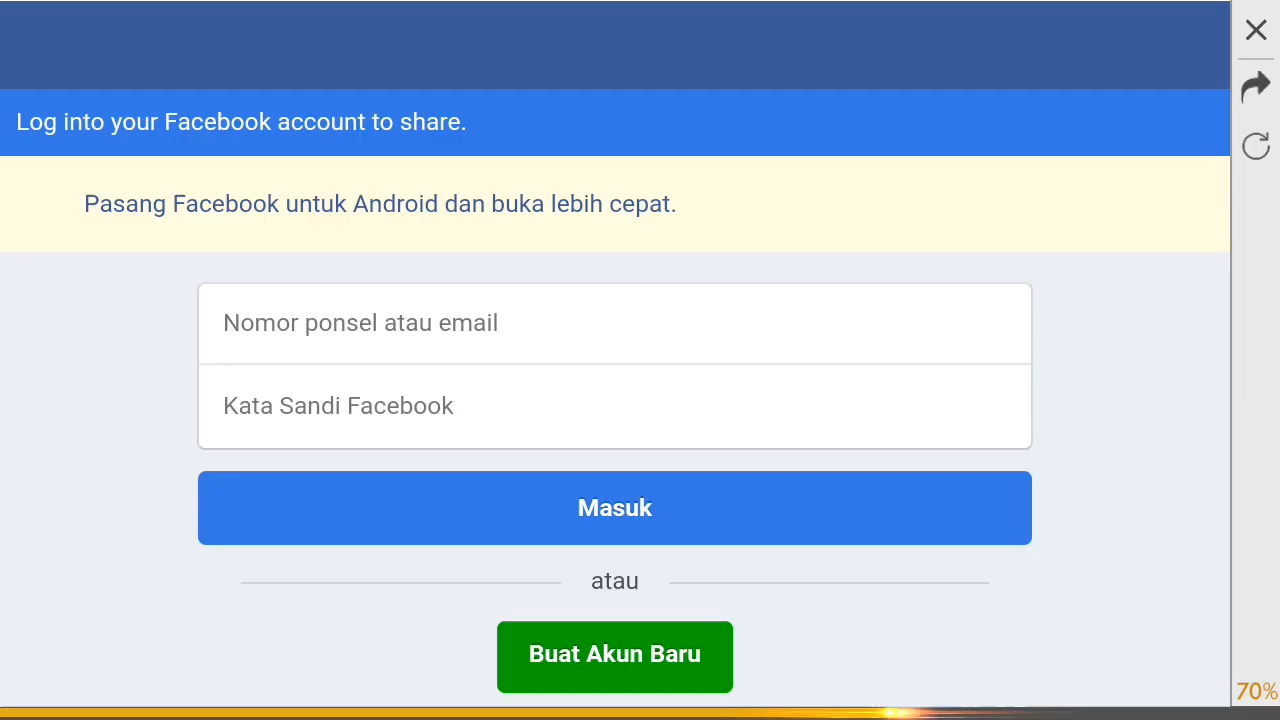 Log into your Facebook account to share.
Pasang Facebook untuk Android dan buka lebih cepat.
Nomor ponsel atau email
Kata Sandi Facebook
Masuk
atau
Buat Akun Baru
70%